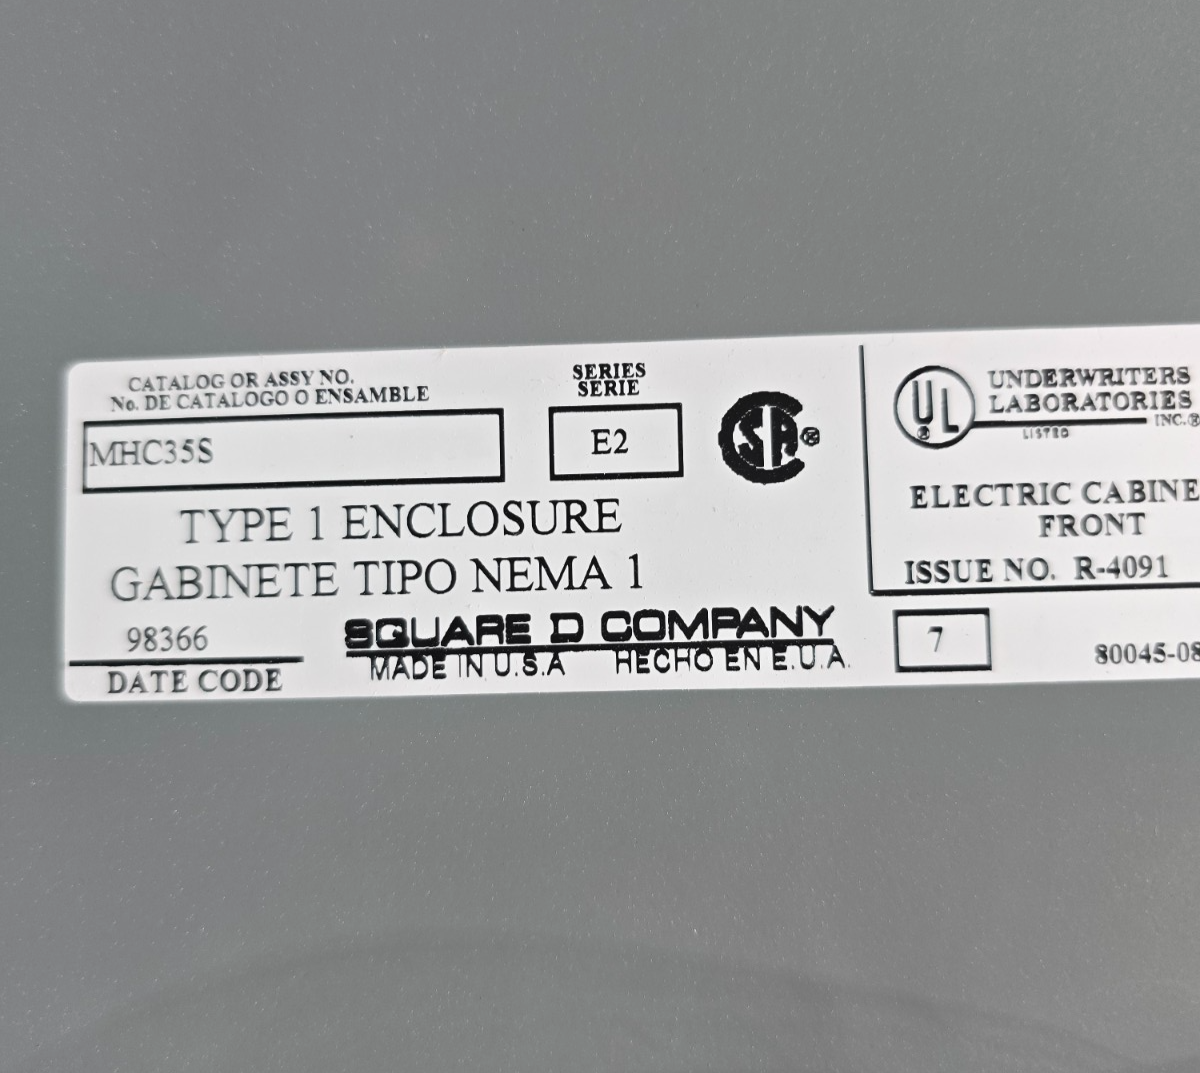 CATALOG OR ASSY NO.
No. DE CATALOGO O ENSAMBLE
MHC35S
SERIES
SERIE
E2
CSA®
TYPE 1 ENCLOSURE
GABINETE TIPO NEMA 1
98366
DATE CODE
SQUARE D COMPANY
MADE IN U.S.A HECHO EN E.U.A.
UL®
UNDERWRITERS
LABORATORIES
INC.®
LISTED
ELECTRIC CABINE
FRONT
ISSUE NO. R-4091
7
80045-08